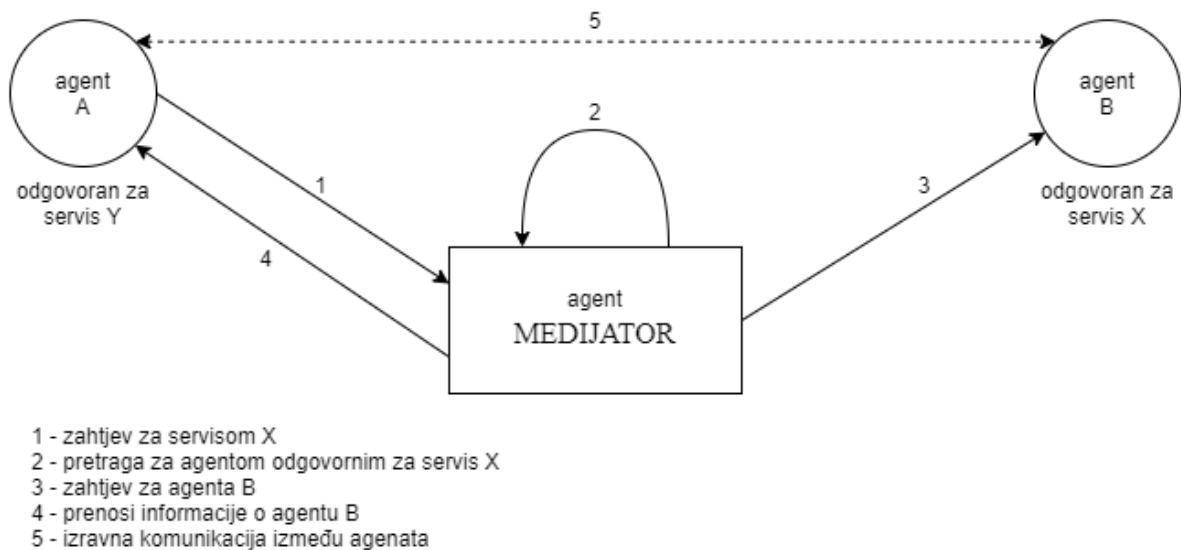 5
agent
A
agent
B
2
odgovoran za
servis Y
1
3
odgovoran za
servis X
4
agent
MEDIJATOR
1 - zahtjev za servisom X
2 - pretraga za agentom odgovornim za servis X
3 - zahtjev za agenta B
4 - prenosi informacije o agentu B
5 - izravna komunikacija između agenata